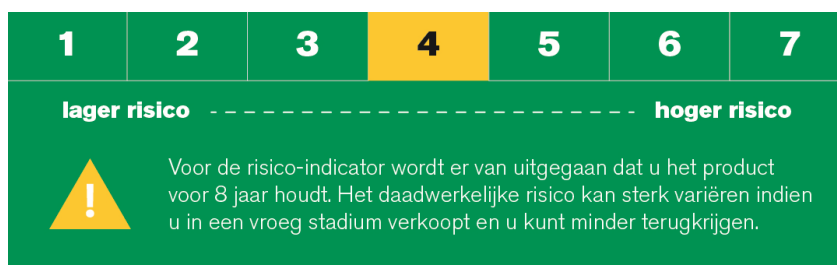 1 2 3 4 5 6 7
lager risico hoger risico
Voor de risico-indicator wordt er van uitgegaan dat u het product
voor 8 jaar houdt. Het daadwerkelijke risico kan sterk variëren indien
u in een vroeg stadium verkoopt en u kunt minder terugkrijgen.
!